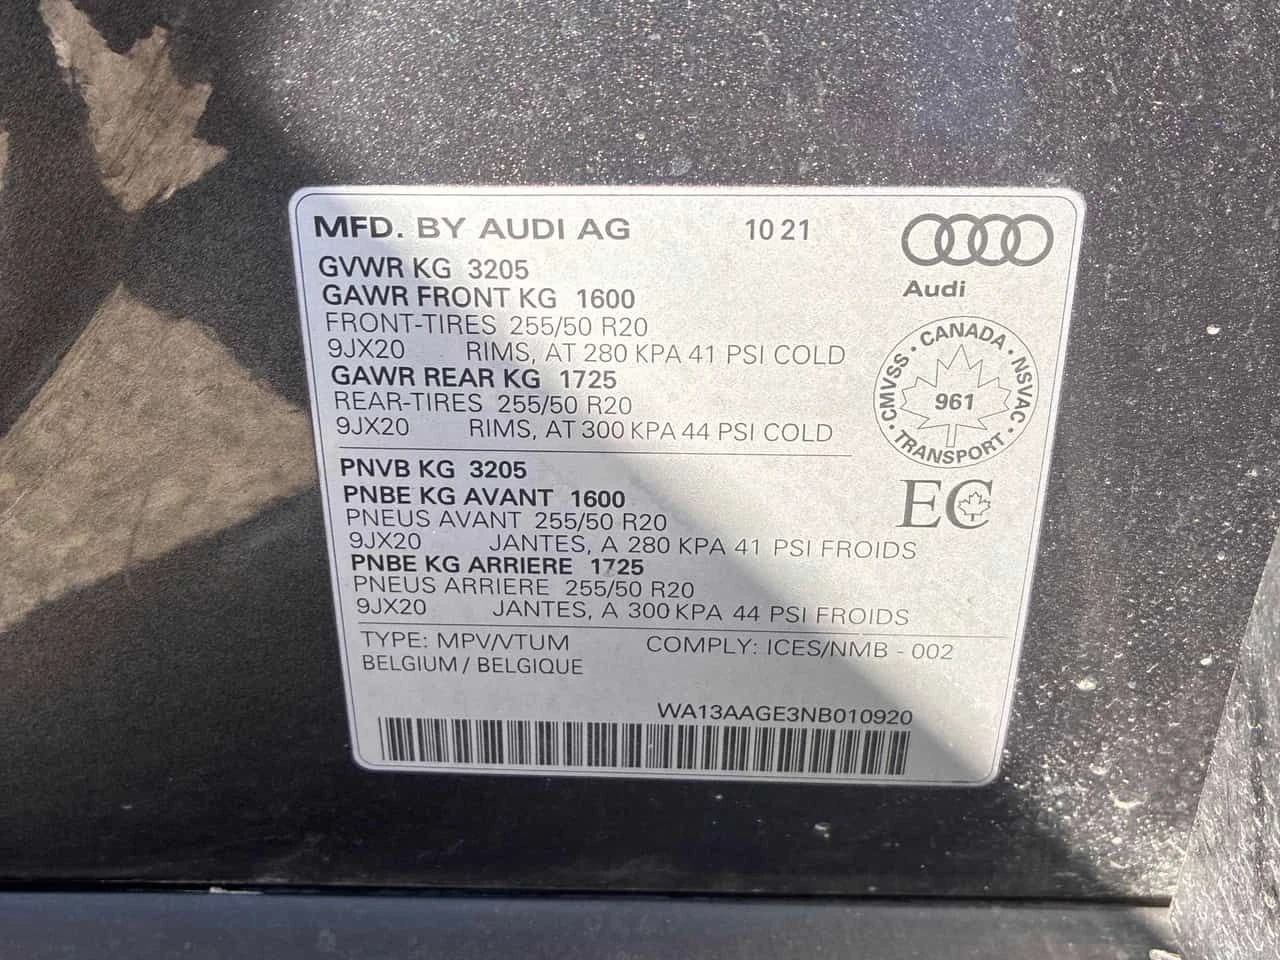 MFD. BY AUDI AG 10 21
Audi
GVWR KG 3205
GAWR FRONT KG 1600
FRONT-TIRES 255/50 R20
9JX20 RIMS, AT 280 KPA 41 PSI COLD
GAWR REAR KG 1725
REAR-TIRES 255/50 R20
9JX20 RIMS, AT 300 KPA 44 PSI COLD
CANADA · NSVAC · TRANSPORT · CMVSS ·
961
PNVB KG 3205
PNBE KG AVANT 1600
EC
PNEUS AVANT 255/50 R20
9JX20 JANTES, A 280 KPA 41 PSI FROIDS
PNBE KG ARRIERE 1725
PNEUS ARRIERE 255/50 R20
9JX20 JANTES, A 300 KPA 44 PSI FROIDS
TYPE: MPV/VTUM COMPLY: ICES/NMB - 002
BELGIUM / BELGIQUE
WA13AAGE3NB010920